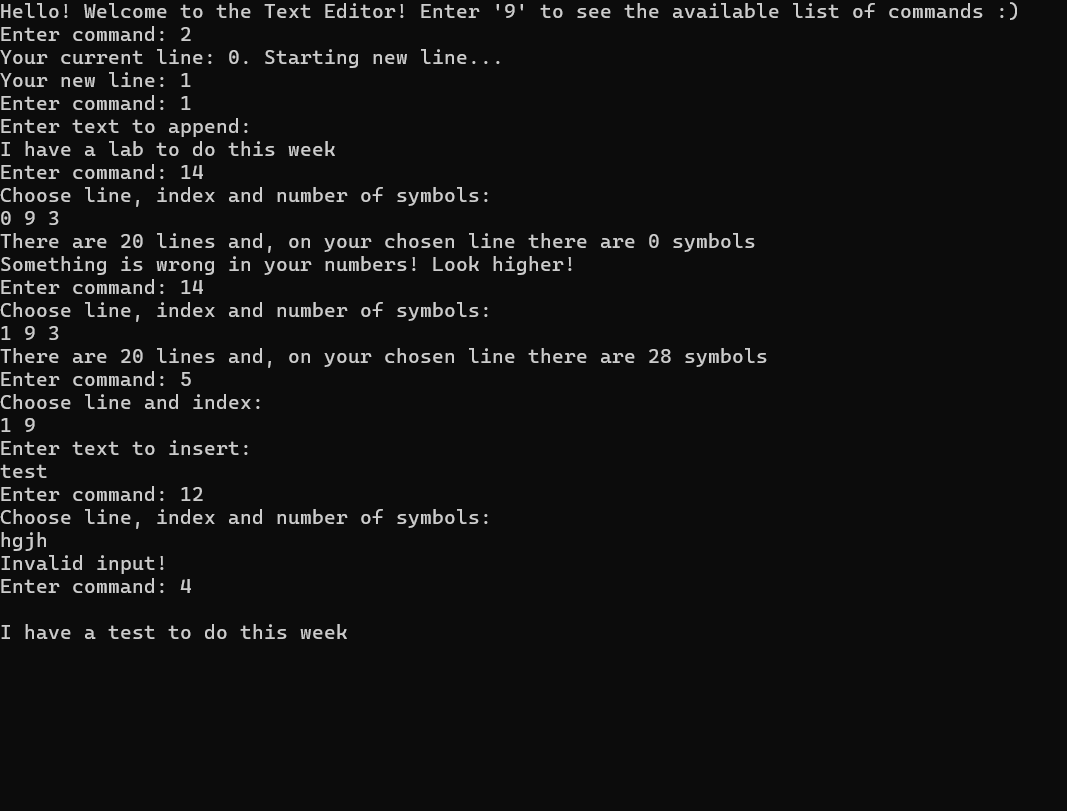 Hello! Welcome to the Text Editor! Enter '9' to see the available list of commands :)
Enter command: 2
Your current line: 0. Starting new line...
Your new line: 1
Enter command: 1
Enter text to append:
I have a lab to do this week
Enter command: 14
Choose line, index and number of symbols:
0 9 3
There are 20 lines and, on your chosen line there are 0 symbols
Something is wrong in your numbers! Look higher!
Enter command: 14
Choose line, index and number of symbols:
1 9 3
There are 20 lines and, on your chosen line there are 28 symbols
Enter command: 5
Choose line and index:
1 9
Enter text to insert:
test
Enter command: 12
Choose line, index and number of symbols:
hgjh
Invalid input!
Enter command: 4
I have a test to do this week